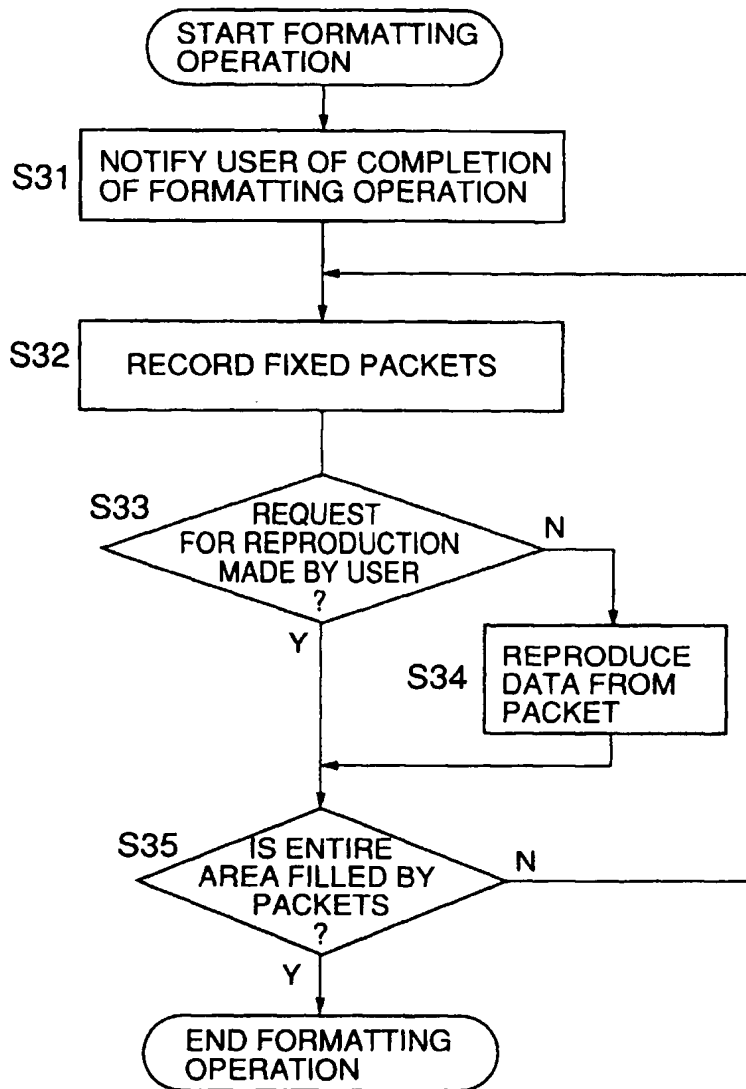 START FORMATTING
OPERATION
S31
NOTIFY USER OF COMPLETION
OF FORMATTING OPERATION
S32
RECORD FIXED PACKETS
S33
REQUEST
FOR REPRODUCTION
MADE BY USER
?
N
Y
S34
REPRODUCE
DATA FROM
PACKET
S35
IS ENTIRE
AREA FILLED BY
PACKETS
?
N
Y
END FORMATTING
OPERATION